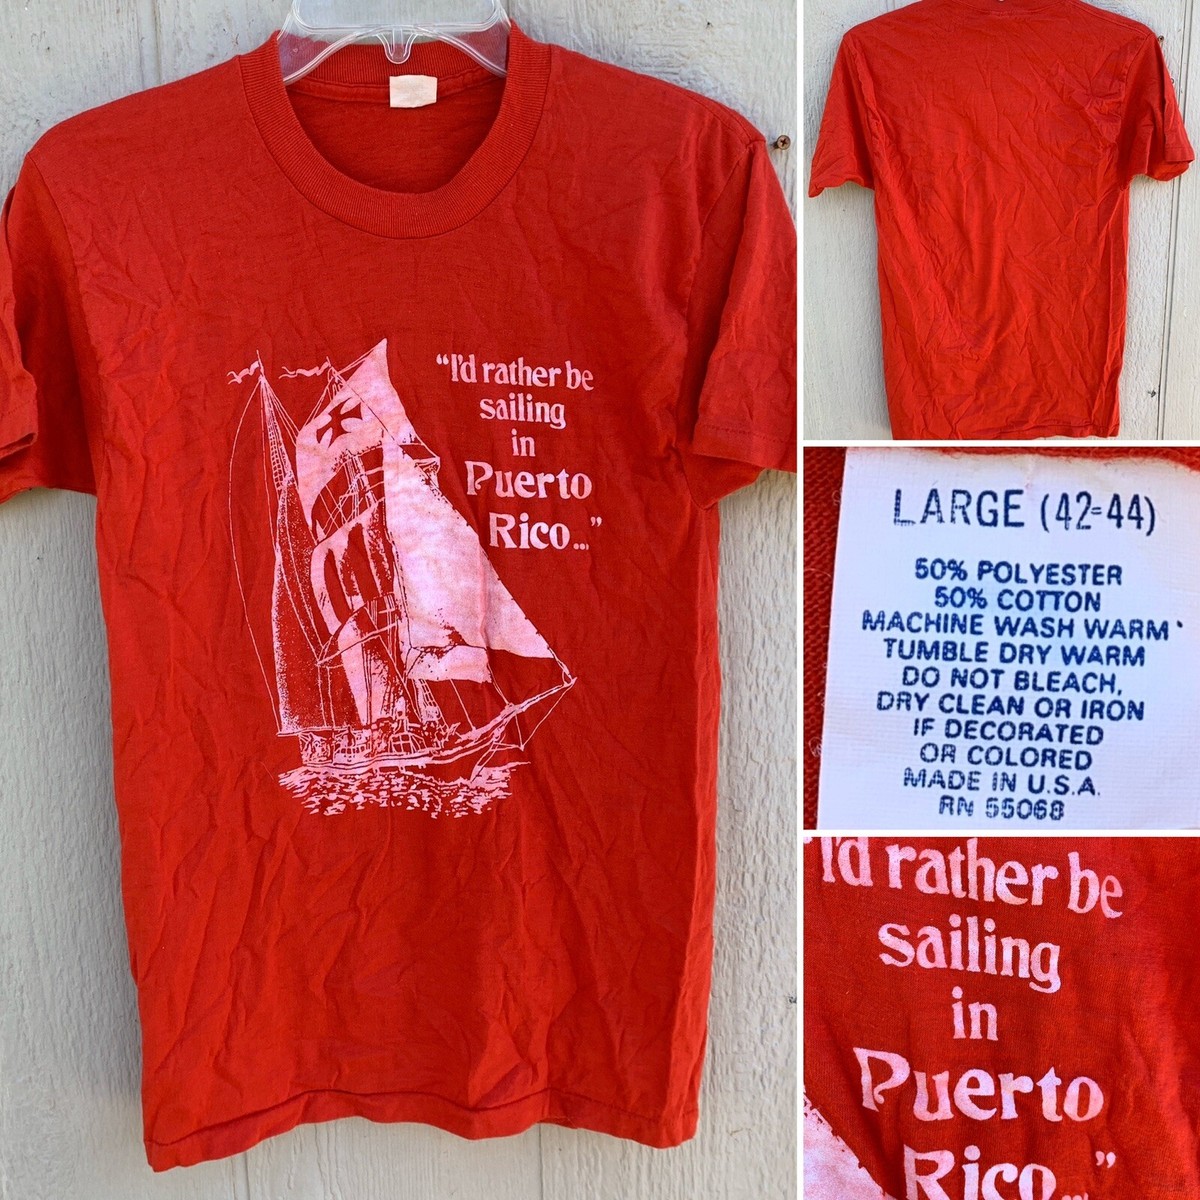 "I'd rather be
sailing
in
Puerto
Rico..."
LARGE (42-44)
50% POLYESTER
50% COTTON
MACHINE WASH WARM
TUMBLE DRY WARM
DO NOT BLEACH,
DRY CLEAN OR IRON
IF DECORATED
OR COLORED
MADE IN U.S.A.
RN 55068
"I'd rather be
sailing
in
Puerto
Rico..."